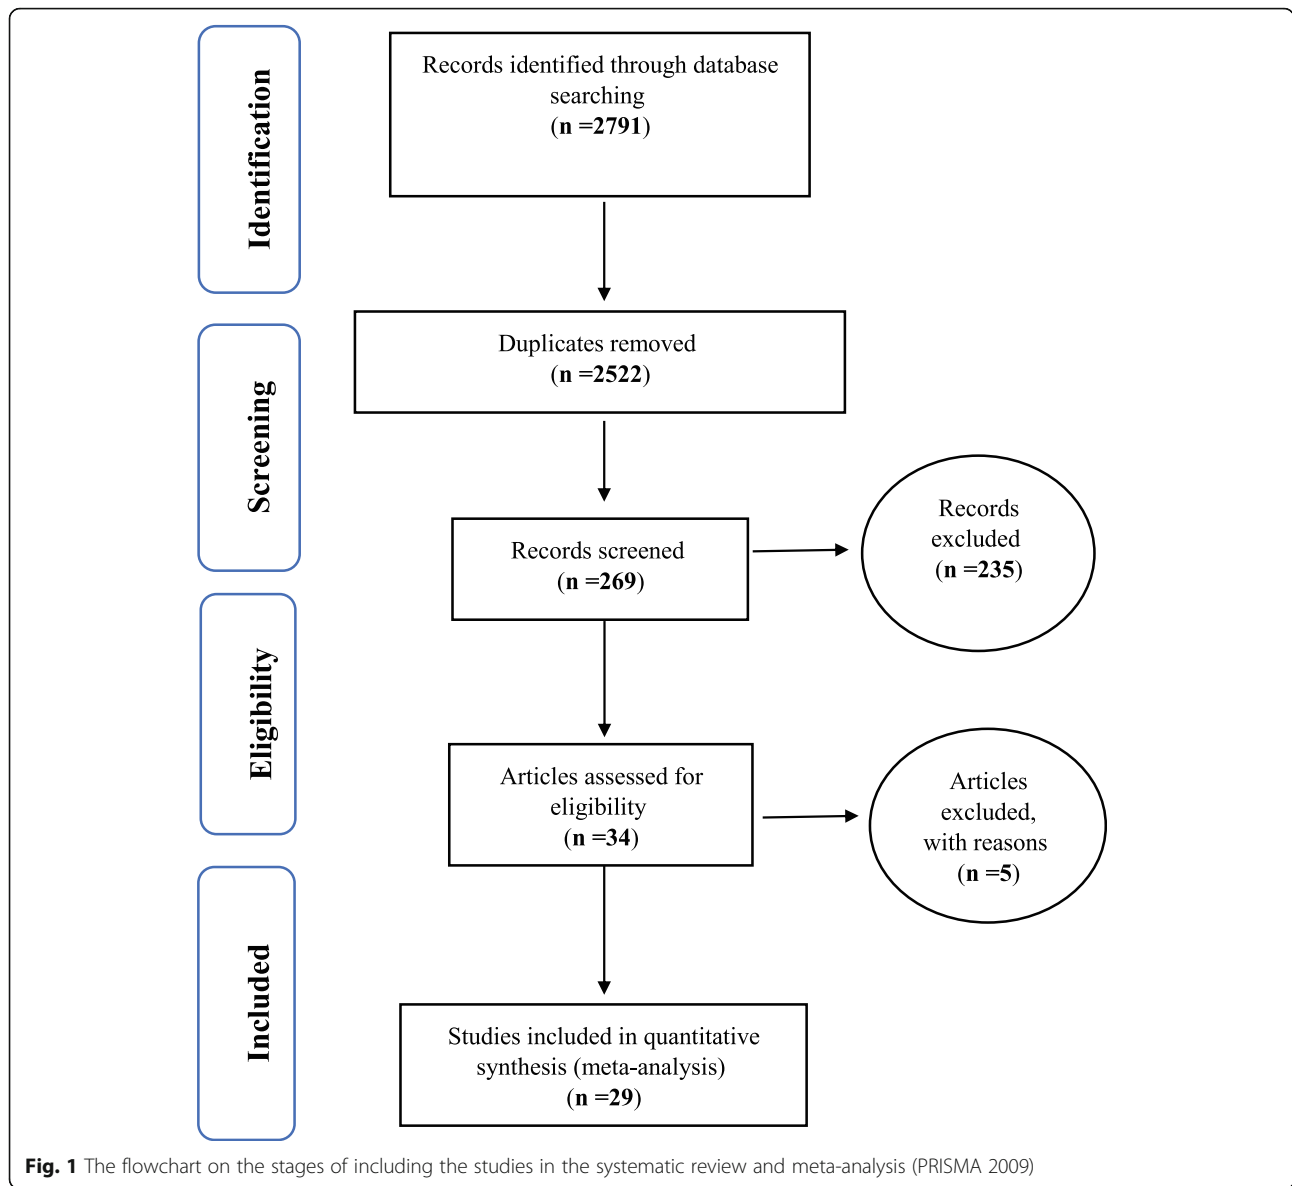 Identification
Records identified through database
searching
(n =2791)
Screening
Duplicates removed
(n =2522)
Records screened
(n =269)
Records
excluded
(n =235)
Eligibility
Articles assessed for
eligibility
(n =34)
Articles
excluded,
with reasons
(n =5)
Included
Studies included in quantitative
synthesis (meta-analysis)
(n =29)
Fig. 1 The flowchart on the stages of including the studies in the systematic review and meta-analysis (PRISMA 2009)